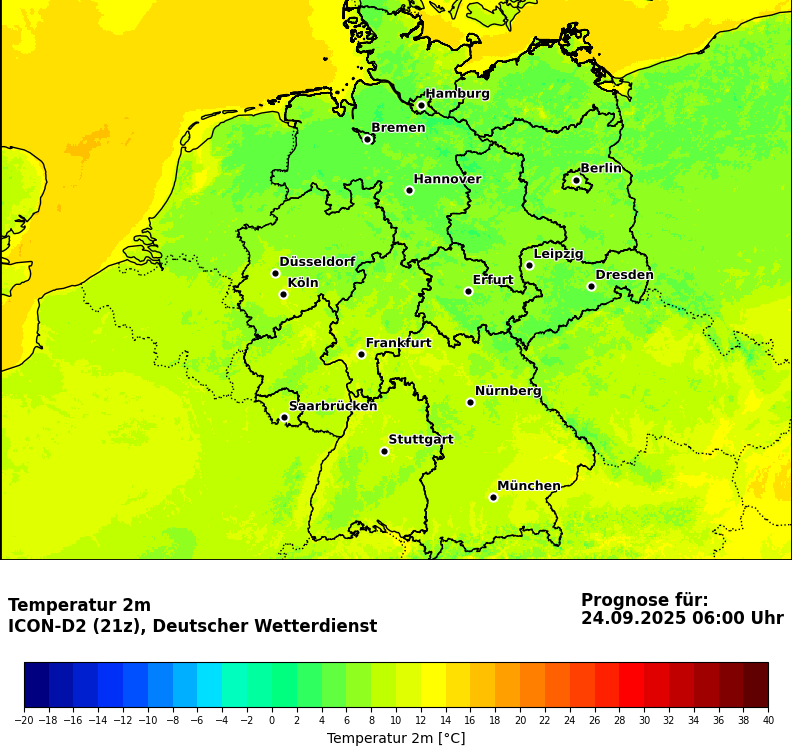 Hamburg
Bremen
Berlin
Hannover
Leipzig
Düsseldorf
Dresden
Erfurt
Köln
Frankfurt
Nürnberg
Saarbrücken
Stuttgart
München
Temperatur 2m
ICON-D2 (21z), Deutscher Wetterdienst
Prognose für:
24.09.2025 06:00 Uhr
−20 −18 −16 −14 −12 −10 −8 −6 −4 −2 0 2 4 6 8 10 12 14 16 18 20 22 24 26 28 30 32 34 36 38 40
Temperatur 2m [°C]